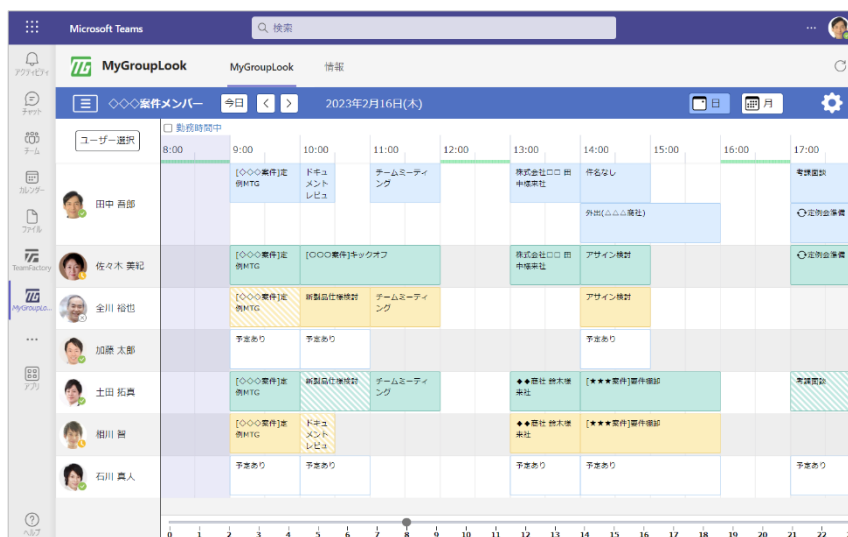 Microsoft Teams
検索
アクティビティ
MyGroupLook
MyGroupLook
情報
チャット
◇◇◇案件メンバー
今日
2023年2月16日(木)
日
月
チーム
カレンダー
ファイル
TeamFactory
MyGroupLo...
アプリ
ヘルプ
ユーザー選択
勤務時間中
8:00 9:00 10:00 11:00 12:00 13:00 14:00 15:00 16:00 17:00
田中 吾郎
[◇◇◇案件]定
例MTG
ドキュ
メント
レビュ
チームミーティ
ング
株式会社□□ 田
中様来社
件名なし
考課面談
外出(△△△商社)
定例会準備
佐々木 美紀
[◇◇◇案件]定
例MTG
[○○○案件]キックオフ
株式会社□□ 田
中様来社
アサイン検討
定例会準備
全川 裕也
[◇◇◇案件]定
例MTG
新製品仕様検討
チームミーティ
ング
アサイン検討
加藤 太郎
予定あり
予定あり
予定あり
土田 拓真
[◇◇◇案件]定
例MTG
新製品仕様検討
チームミーティ
ング
◆◆商社 鈴木様
来社
[★★★案件]要件棚卸
考課面談
相川 智
[◇◇◇案件]定
例MTG
ドキュ
メント
レビュ
◆◆商社 鈴木様
来社
[★★★案件]要件棚卸
石川 真人
予定あり
予定あり
予定あり
予定あり
予定あり
0 1 2 3 4 5 6 7 8 9 10 11 12 13 14 15 16 17 18 19 20 21 22